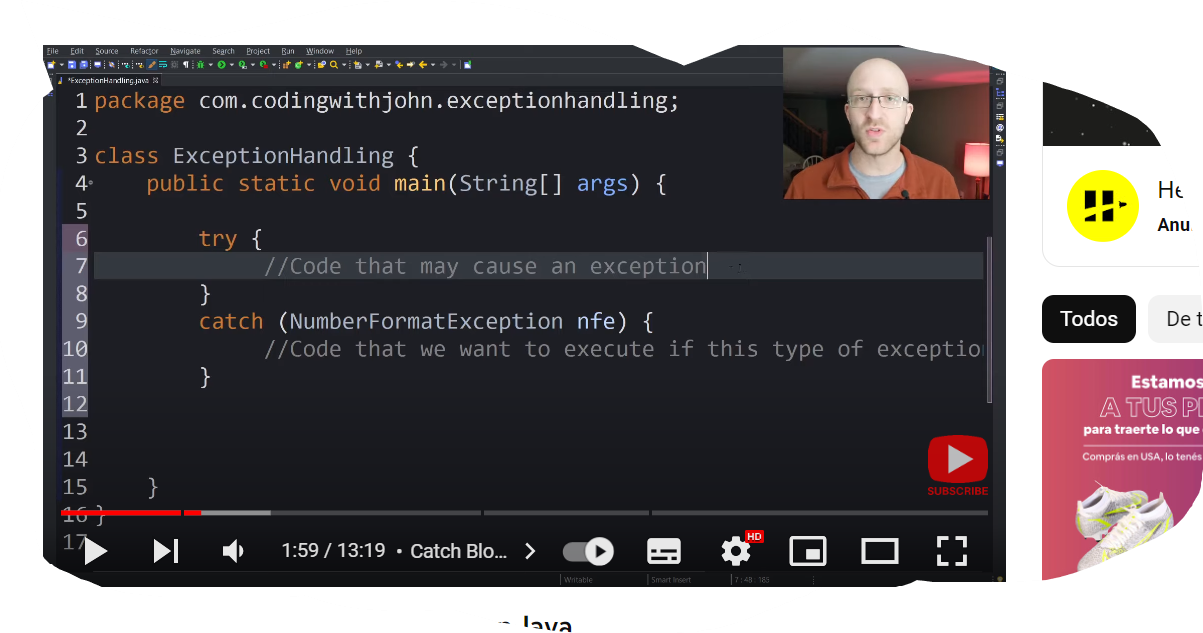 File Edit Source Refactor Navigate Search Project Run Window Help
*ExceptionHandling.java
1 package com.codingwithjohn.exceptionhandling;
2
3 class ExceptionHandling {
4 public static void main(String[] args) {
5
6 try {
7 //Code that may cause an exception
8 }
9 catch (NumberFormatException nfe) {
10 //Code that we want to execute if this type of exceptio
11 }
12
13
14
15 }
16 }
17
SUBSCRIBE
1:59 / 13:19 • Catch Blo...
HD
Writable Smart Insert 7 : 48 : 183
Java
Anu
Todos
De t
Estamos
A TUS P
para traerte lo que
Comprás en USA, lo tenés